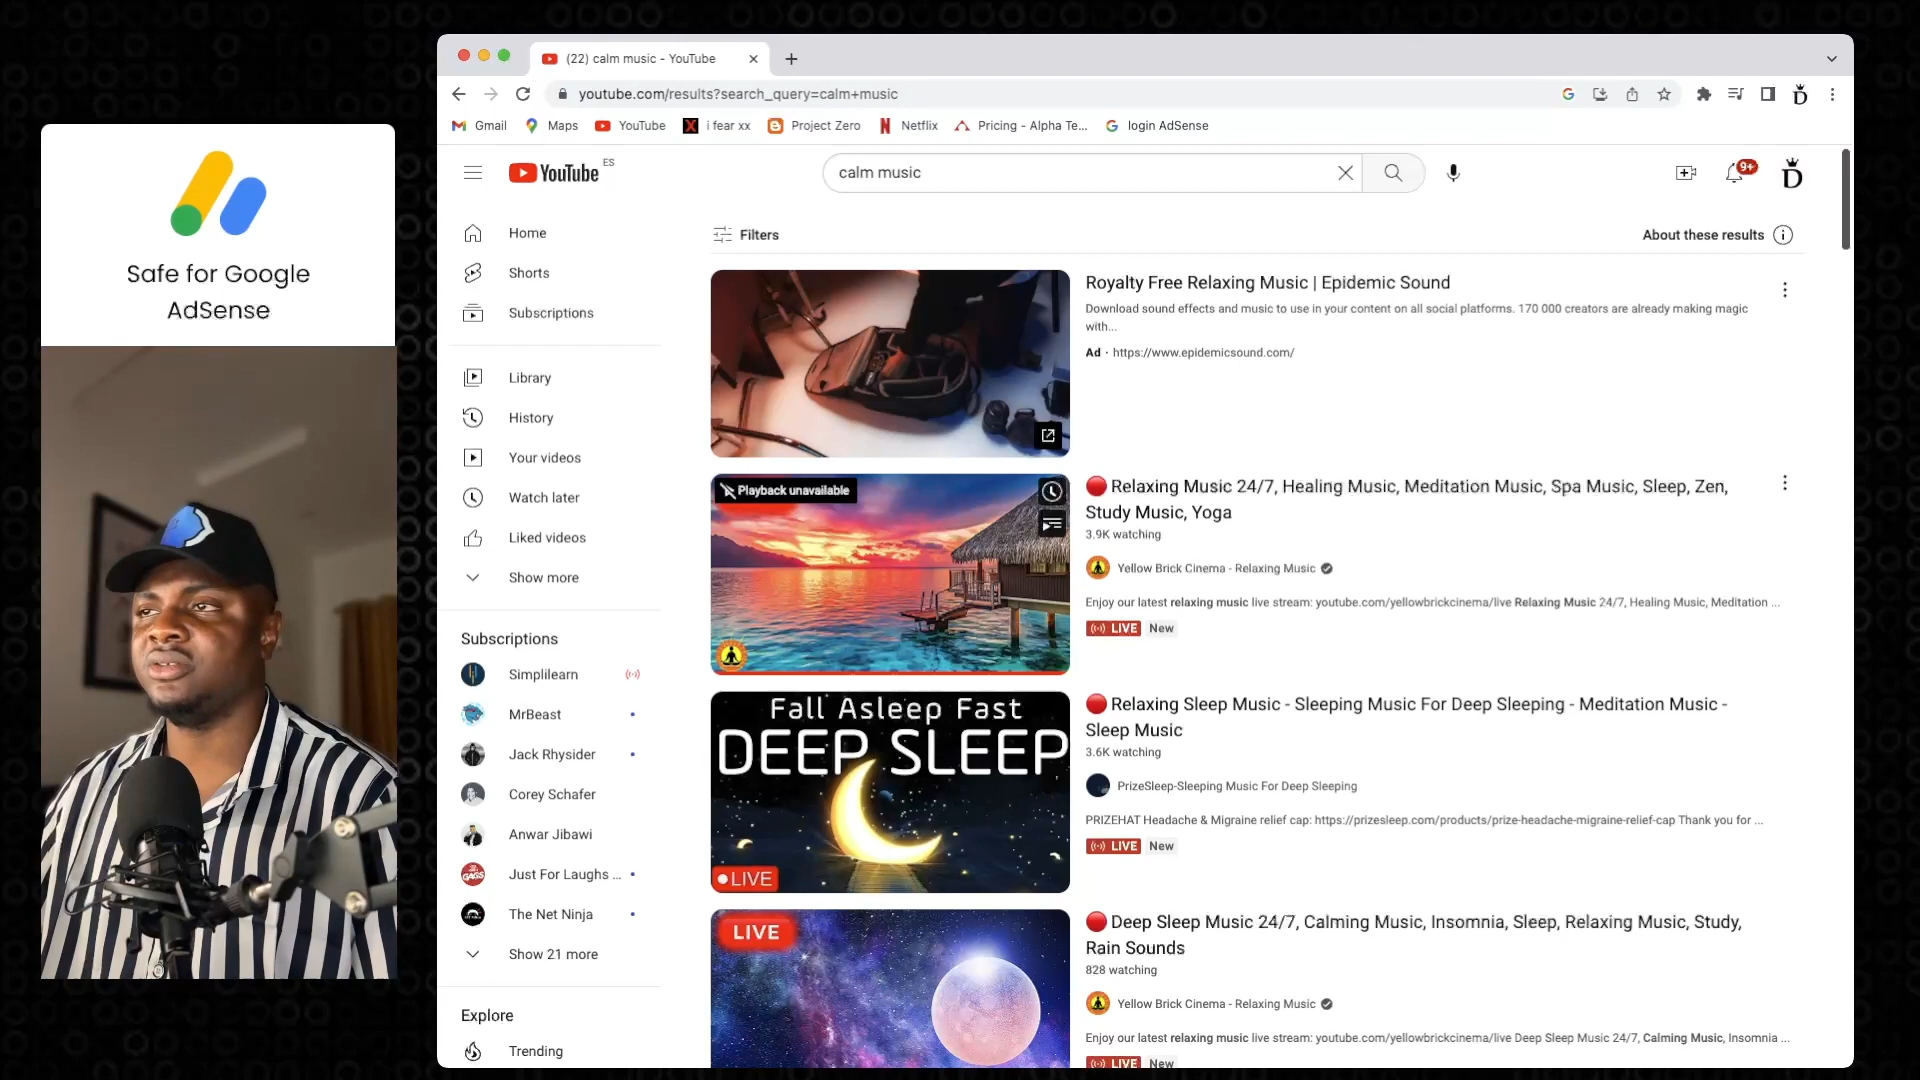 Safe for Google
AdSense
(22) calm music - YouTube
youtube.com/results?search_query=calm+music
Gmail
Maps
YouTube
i fear xx
Project Zero
Netflix
Pricing - Alpha Te...
login AdSense
YouTube
ES
calm music
9+
D
Home
Shorts
Subscriptions
Library
History
Your videos
Watch later
Liked videos
Show more
Subscriptions
Simplilearn
MrBeast
Jack Rhysider
Corey Schafer
Anwar Jibawi
Just For Laughs ...
The Net Ninja
Show 21 more
Explore
Trending
Filters
About these results
Royalty Free Relaxing Music | Epidemic Sound
Download sound effects and music to use in your content on all social platforms. 170 000 creators are already making magic
with...
Ad · https://www.epidemicsound.com/
Playback unavailable
Relaxing Music 24/7, Healing Music, Meditation Music, Spa Music, Sleep, Zen,
Study Music, Yoga
3.9K watching
Yellow Brick Cinema - Relaxing Music
Enjoy our latest relaxing music live stream: youtube.com/yellowbrickcinema/live Relaxing Music 24/7, Healing Music, Meditation ...
LIVE New
Fall Asleep Fast
DEEP SLEEP
LIVE
Relaxing Sleep Music - Sleeping Music For Deep Sleeping - Meditation Music -
Sleep Music
3.6K watching
PrizeSleep-Sleeping Music For Deep Sleeping
PRIZEHAT Headache & Migraine relief cap: https://prizesleep.com/products/prize-headache-migraine-relief-cap Thank you for ...
LIVE New
LIVE
Deep Sleep Music 24/7, Calming Music, Insomnia, Sleep, Relaxing Music, Study,
Rain Sounds
828 watching
Yellow Brick Cinema - Relaxing Music
Enjoy our latest relaxing music live stream: youtube.com/yellowbrickcinema/live Deep Sleep Music 24/7, Calming Music, Insomnia ...
LIVE New